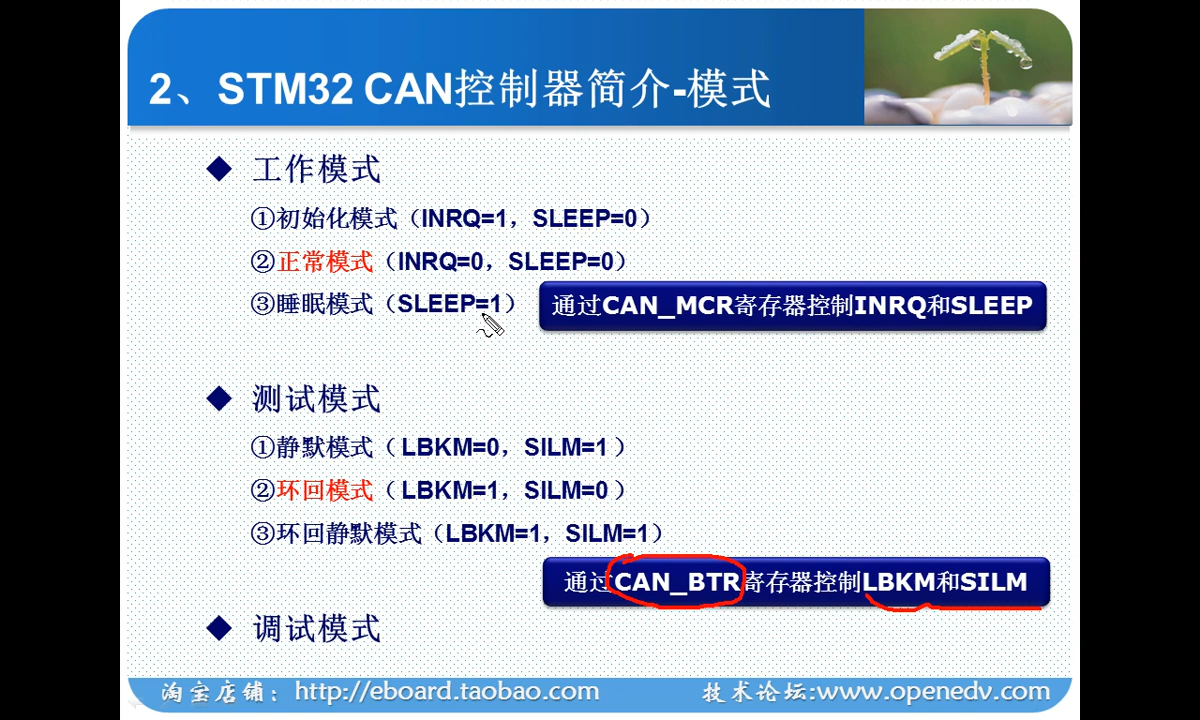 2、STM32 CAN控制器简介-模式
◆ 工作模式
①初始化模式（INRQ=1，SLEEP=0）
②正常模式（INRQ=0，SLEEP=0）
③睡眠模式（SLEEP=1）
通过CAN_MCR寄存器控制INRQ和SLEEP
◆ 测试模式
①静默模式（LBKM=0，SILM=1）
②环回模式（LBKM=1，SILM=0）
③环回静默模式（LBKM=1，SILM=1）
通过CAN_BTR寄存器控制LBKM和SILM
◆ 调试模式
淘宝店铺：http://eboard.taobao.com
技术论坛:www.openedv.com